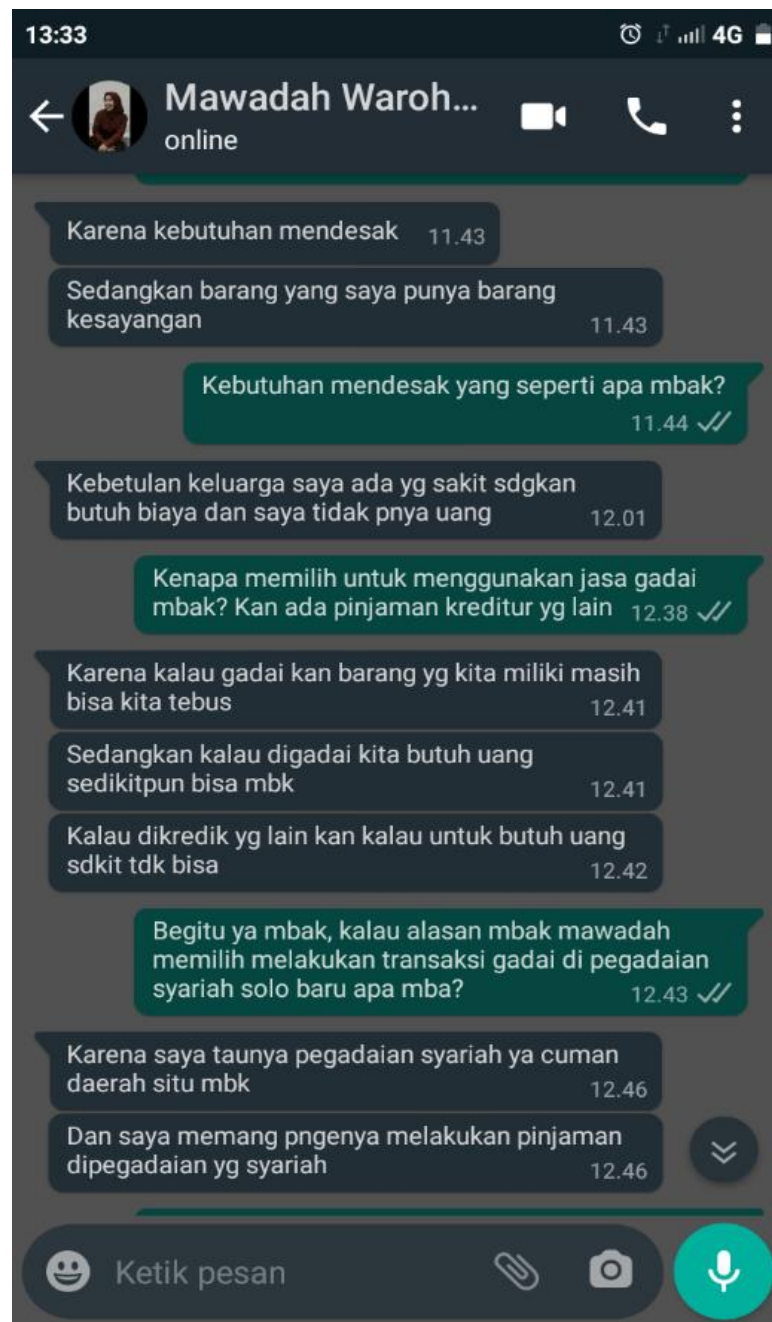 13:33
4G
Mawadah Waroh...
online
Karena kebutuhan mendesak 11.43
Sedangkan barang yang saya punya barang
kesayangan 11.43
Kebutuhan mendesak yang seperti apa mbak?
11.44
Kebetulan keluarga saya ada yg sakit sdgkan
butuh biaya dan saya tidak pnya uang 12.01
Kenapa memilih untuk menggunakan jasa gadai
mbak? Kan ada pinjaman kreditur yg lain 12.38
Karena kalau gadai kan barang yg kita miliki masih
bisa kita tebus 12.41
Sedangkan kalau digadai kita butuh uang
sedikitpun bisa mbk 12.41
Kalau dikredik yg lain kan kalau untuk butuh uang
sdkit tdk bisa 12.42
Begitu ya mbak, kalau alasan mbak mawadah
memilih melakukan transaksi gadai di pegadaian
syariah solo baru apa mba? 12.43
Karena saya taunya pegadaian syariah ya cuman
daerah situ mbk 12.46
Dan saya memang pngenya melakukan pinjaman
dipegadaian yg syariah 12.46
Ketik pesan